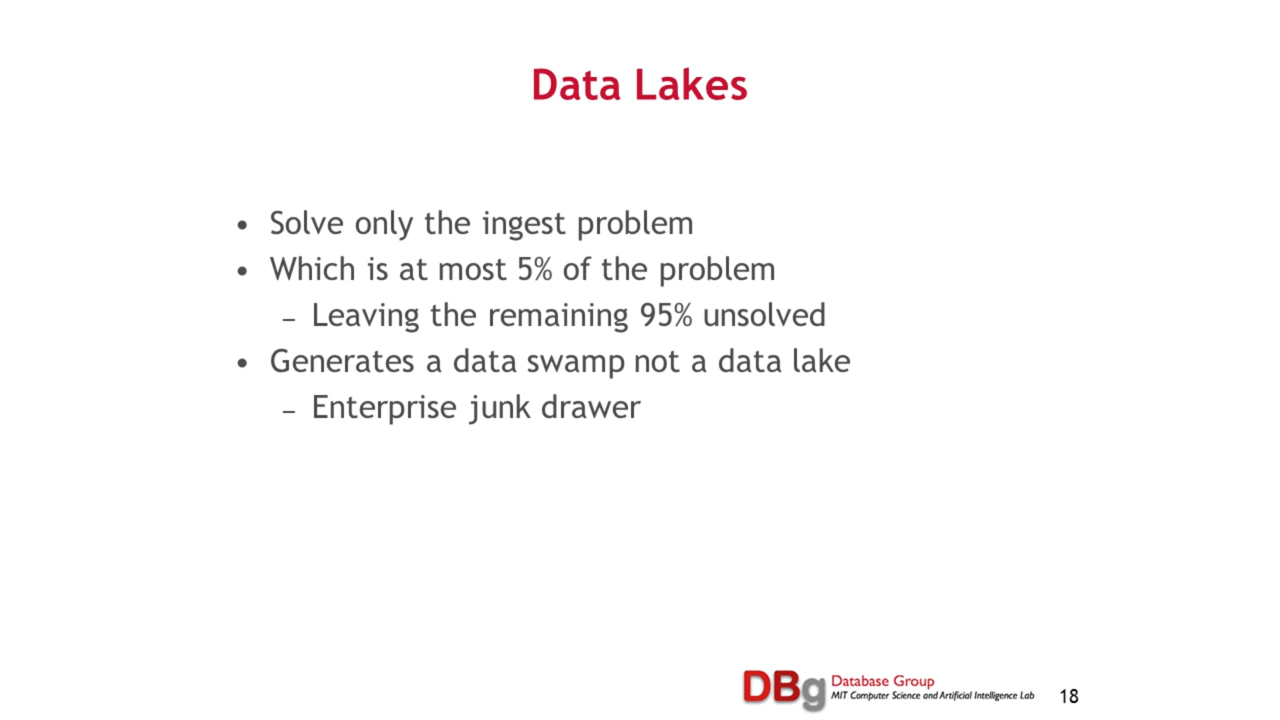 Data Lakes
• Solve only the ingest problem
• Which is at most 5% of the problem
– Leaving the remaining 95% unsolved
• Generates a data swamp not a data lake
– Enterprise junk drawer
DBg Database Group
MIT Computer Science and Artificial Intelligence Lab
18